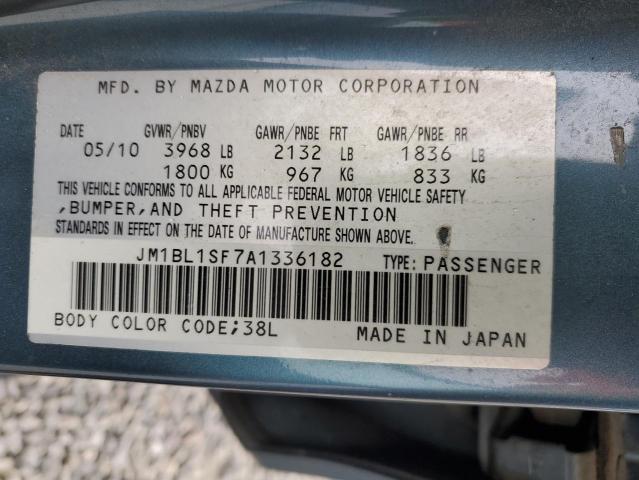 MFD. BY MAZDA MOTOR CORPORATION
DATE GVWR/PNBV GAWR/PNBE FRT GAWR/PNBE RR
05/10 3968 LB 2132 LB 1836 LB
1800 KG 967 KG 833 KG
THIS VEHICLE CONFORMS TO ALL APPLICABLE FEDERAL MOTOR VEHICLE SAFETY
,BUMPER,AND THEFT PREVENTION
STANDARDS IN EFFECT ON THE DATE OF MANUFACTURE SHOWN ABOVE.
JM1BL1SF7A1336182 TYPE: PASSENGER
BODY COLOR CODE;38L MADE IN JAPAN